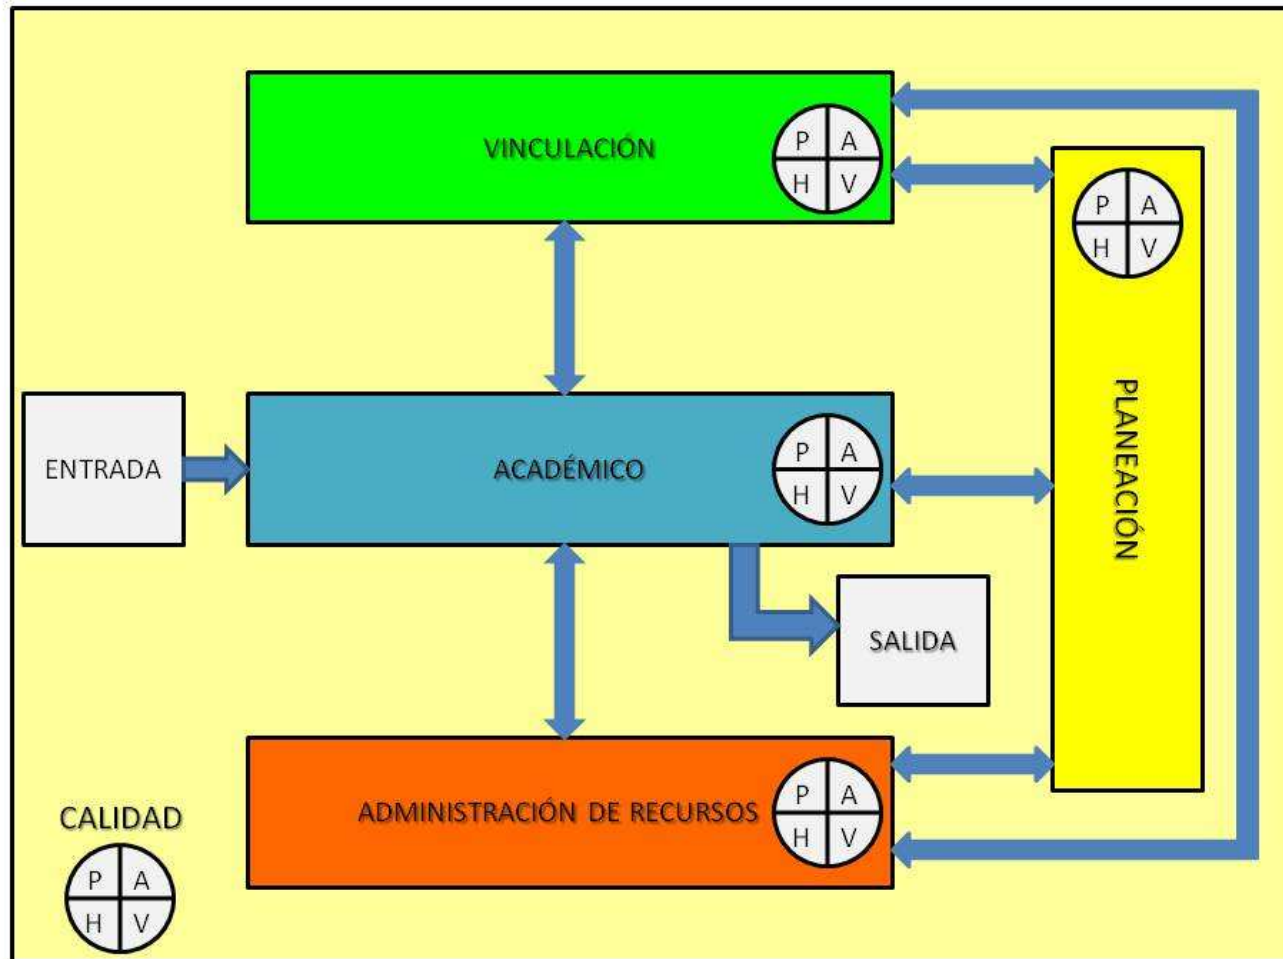 VINCULACIÓN
P A
H V
P A
H V
PLANEACIÓN
ENTRADA
ACADÉMICO
P A
H V
SALIDA
ADMINISTRACIÓN DE RECURSOS
P A
H V
CALIDAD
P A
H V